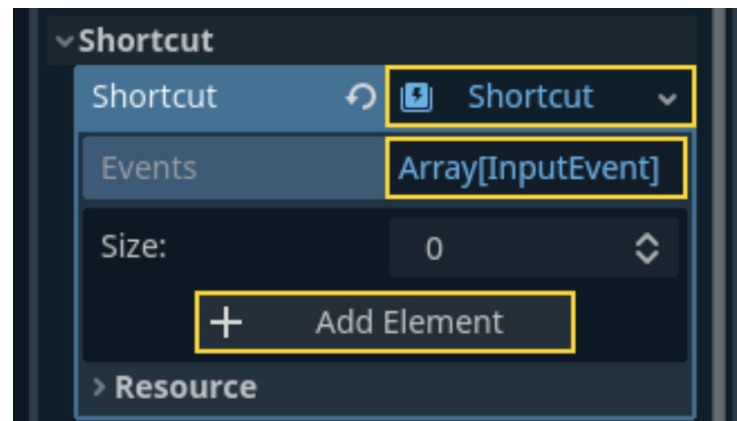 Shortcut
Shortcut Shortcut
Events Array[InputEvent]
Size: 0
+ Add Element
Resource